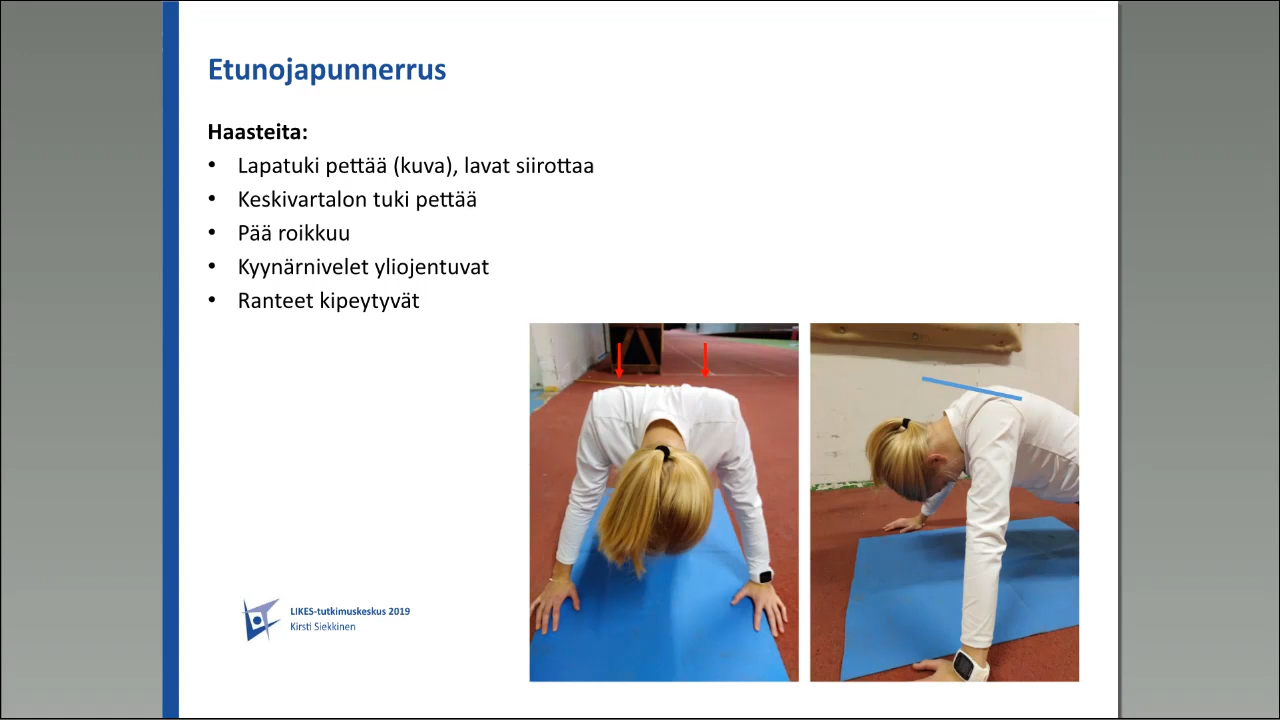 Etunojapunnerrus
Haasteita:
• Lapatuki pettää (kuva), lavat siirottaa
• Keskivartalon tuki pettää
• Pää roikkuu
• Kyynärnivelet yliojentuvat
• Ranteet kipeytyvät
LIKES-tutkimuskeskus 2019
Kirsti Siekkinen